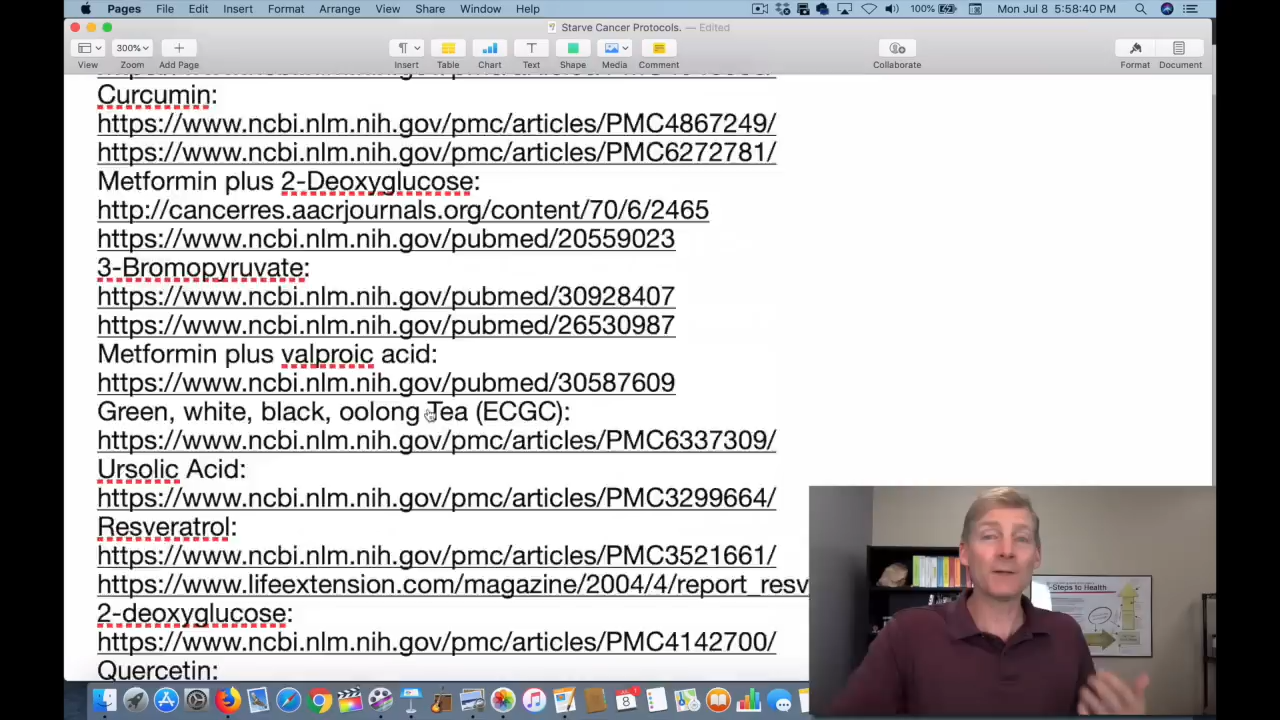 Pages File Edit Insert Format Arrange View Share Window Help 100% Mon Jul 8 5:58:40 PM
Starve Cancer Protocols. — Edited
300%
View Zoom Add Page Insert Table Chart Text Shape Media Comment Collaborate Format Document
Curcumin:
https://www.ncbi.nlm.nih.gov/pmc/articles/PMC4867249/
https://www.ncbi.nlm.nih.gov/pmc/articles/PMC6272781/
Metformin plus 2-Deoxyglucose:
http://cancerres.aacrjournals.org/content/70/6/2465
https://www.ncbi.nlm.nih.gov/pubmed/20559023
3-Bromopyruvate:
https://www.ncbi.nlm.nih.gov/pubmed/30928407
https://www.ncbi.nlm.nih.gov/pubmed/26530987
Metformin plus valproic acid:
https://www.ncbi.nlm.nih.gov/pubmed/30587609
Green, white, black, oolong Tea (ECGC):
https://www.ncbi.nlm.nih.gov/pmc/articles/PMC6337309/
Ursolic Acid:
https://www.ncbi.nlm.nih.gov/pmc/articles/PMC3299664/
Resveratrol:
https://www.ncbi.nlm.nih.gov/pmc/articles/PMC3521661/
https://www.lifeextension.com/magazine/2004/4/report_resv
2-deoxyglucose:
https://www.ncbi.nlm.nih.gov/pmc/articles/PMC4142700/
Quercetin:
-Steps to Health
8